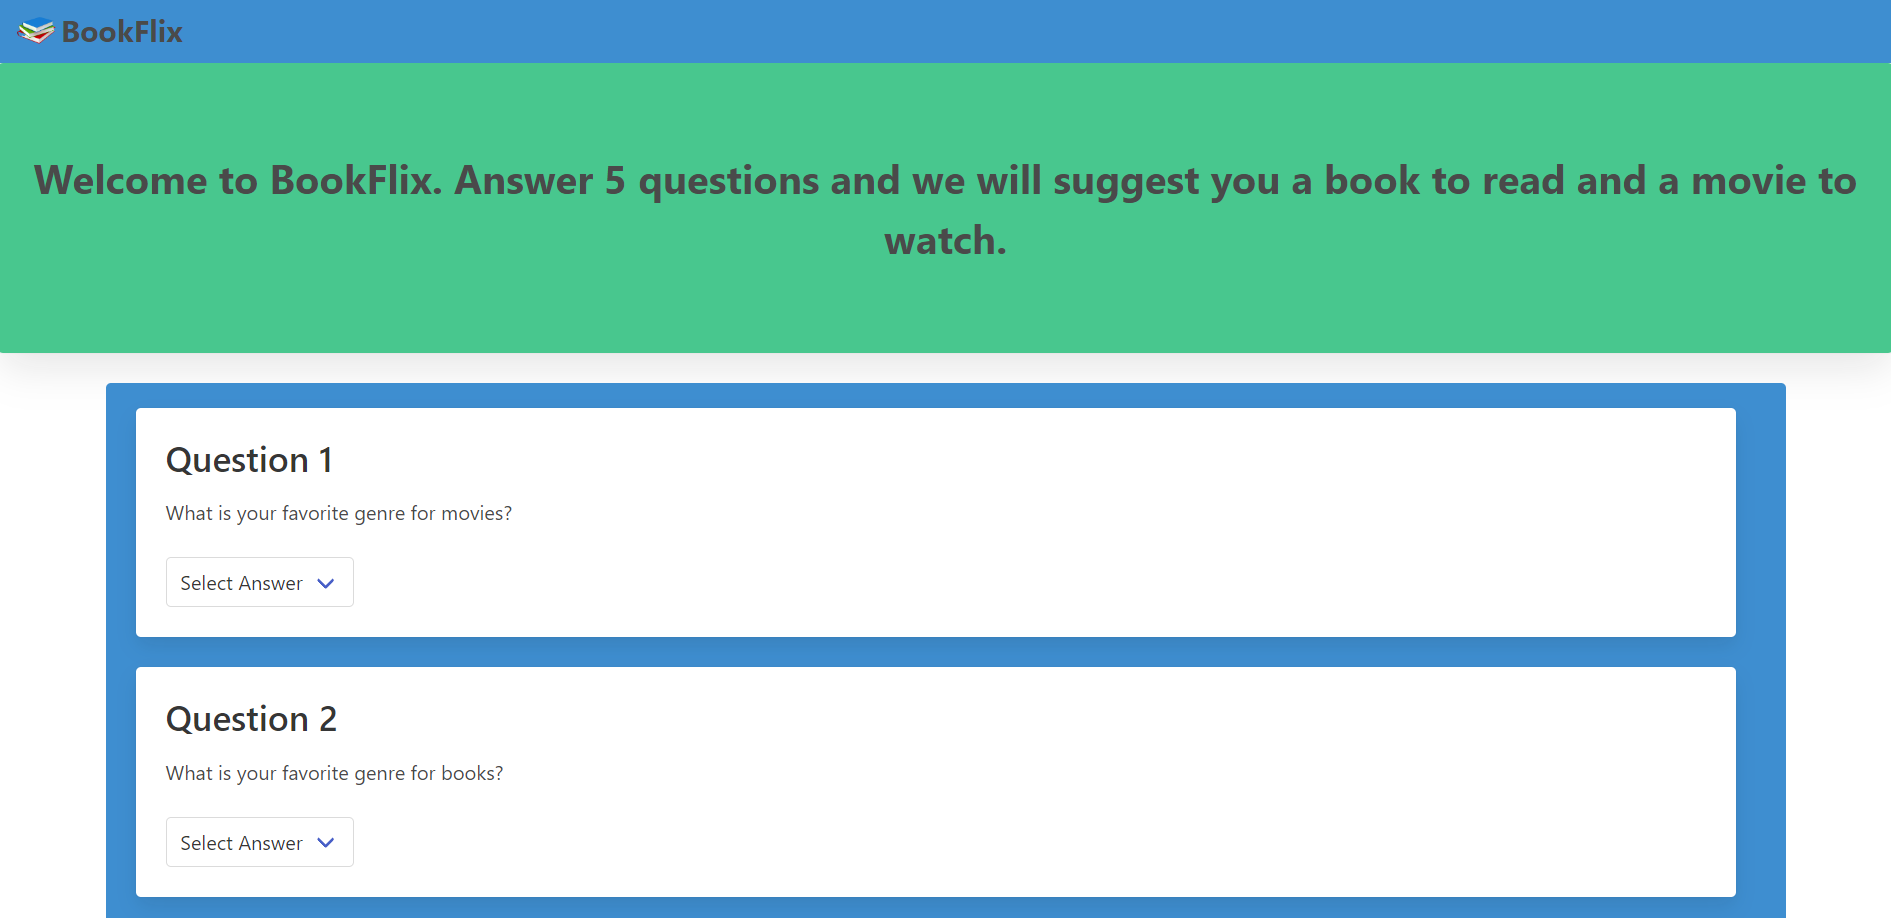 BookFlix
Welcome to BookFlix. Answer 5 questions and we will suggest you a book to read and a movie to
watch.
Question 1
What is your favorite genre for movies?
Select Answer
Question 2
What is your favorite genre for books?
Select Answer